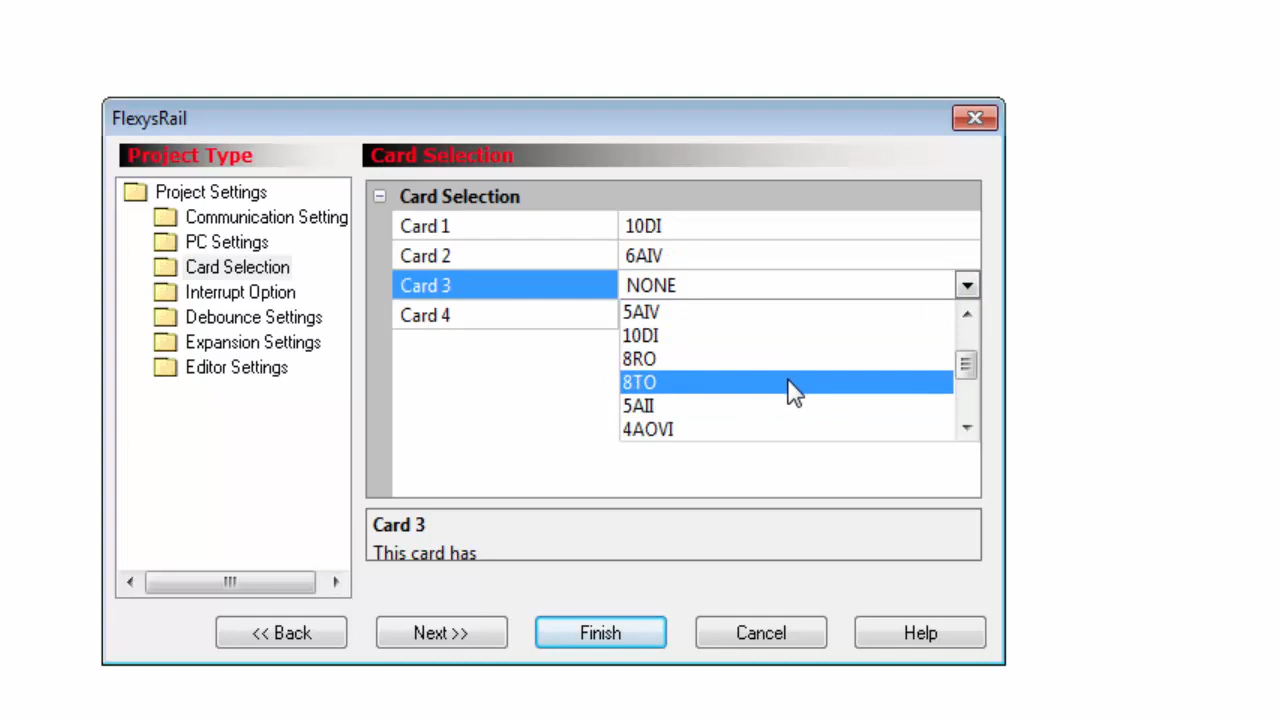 FlexysRail
Project Type
Project Settings
Communication Setting
PC Settings
Card Selection
Interrupt Option
Debounce Settings
Expansion Settings
Editor Settings
Card Selection
Card Selection
Card 1 10DI
Card 2 6AIV
Card 3 NONE
Card 4
5AIV
10DI
8RO
8TO
5AII
4AOVI
Card 3
This card has
<< Back Next >> Finish Cancel Help